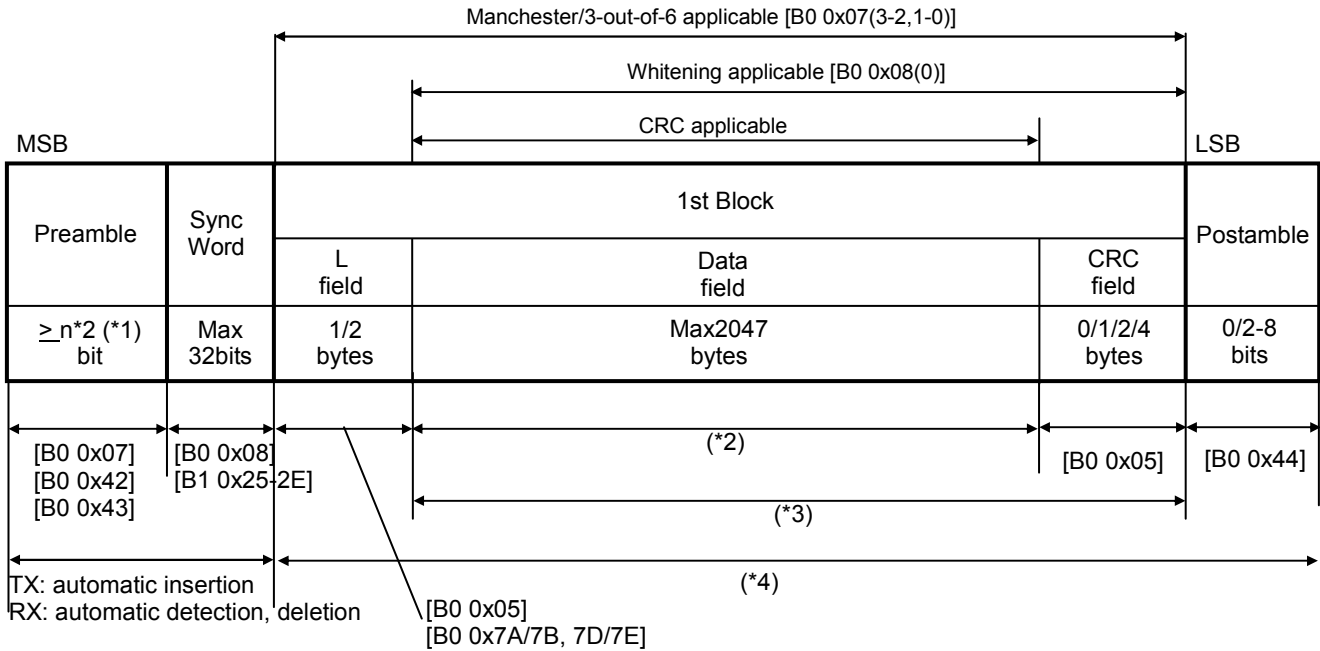 Manchester/3-out-of-6 applicable [B0 0x07(3-2,1-0)]
Whitening applicable [B0 0x08(0)]
CRC applicable
MSB
LSB
Preamble
Sync
Word
1st Block
Postamble
L
field
Data
field
CRC
field
> n*2 (*1)
bit
Max
32bits
1/2
bytes
Max2047
bytes
0/1/2/4
bytes
0/2-8
bits
[B0 0x07]
[B0 0x42]
[B0 0x43]
[B0 0x08]
[B1 0x25-2E]
(*2)
[B0 0x05]
[B0 0x44]
(*3)
TX: automatic insertion
RX: automatic detection, deletion
(*4)
[B0 0x05]
[B0 0x7A/7B, 7D/7E]